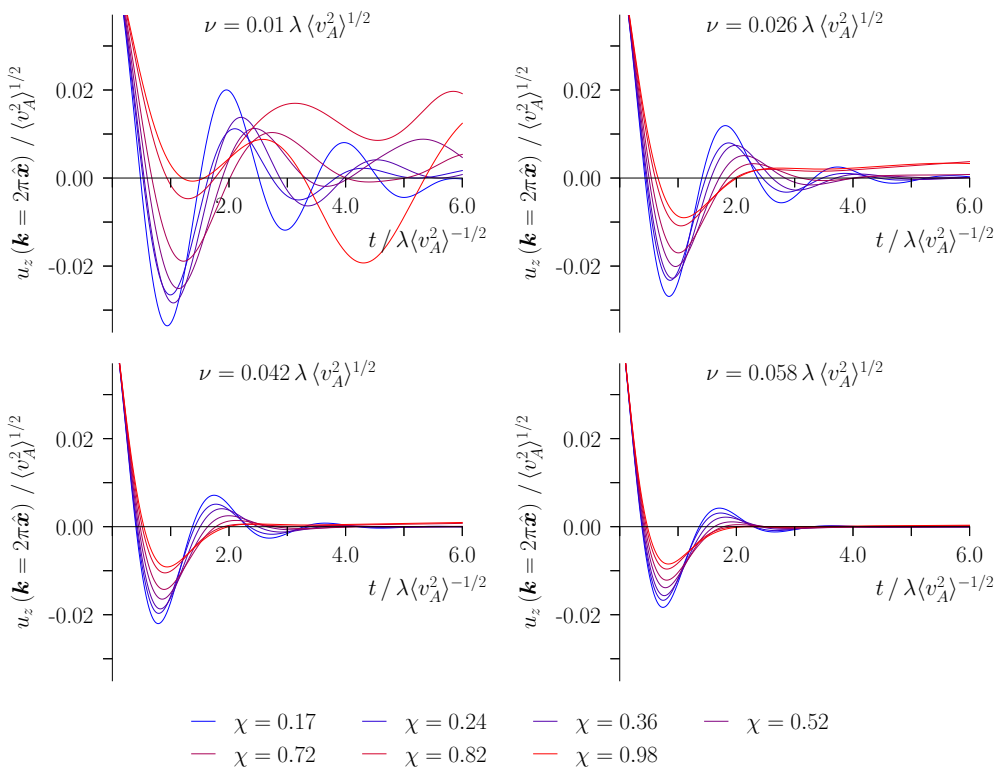 ν = 0.01 λ ⟨v_A^2⟩^{1/2}
u_z (k = 2πx̂) / ⟨v_A^2⟩^{1/2}
0.02
0.00
-0.02
2.0 4.0 6.0
t / λ⟨v_A^2⟩^{-1/2}
ν = 0.026 λ ⟨v_A^2⟩^{1/2}
u_z (k = 2πx̂) / ⟨v_A^2⟩^{1/2}
0.02
0.00
-0.02
2.0 4.0 6.0
t / λ⟨v_A^2⟩^{-1/2}
ν = 0.042 λ ⟨v_A^2⟩^{1/2}
u_z (k = 2πx̂) / ⟨v_A^2⟩^{1/2}
0.02
0.00
-0.02
2.0 4.0 6.0
t / λ⟨v_A^2⟩^{-1/2}
ν = 0.058 λ ⟨v_A^2⟩^{1/2}
u_z (k = 2πx̂) / ⟨v_A^2⟩^{1/2}
0.02
0.00
-0.02
2.0 4.0 6.0
t / λ⟨v_A^2⟩^{-1/2}
χ = 0.17 χ = 0.24 χ = 0.36 χ = 0.52
χ = 0.72 χ = 0.82 χ = 0.98